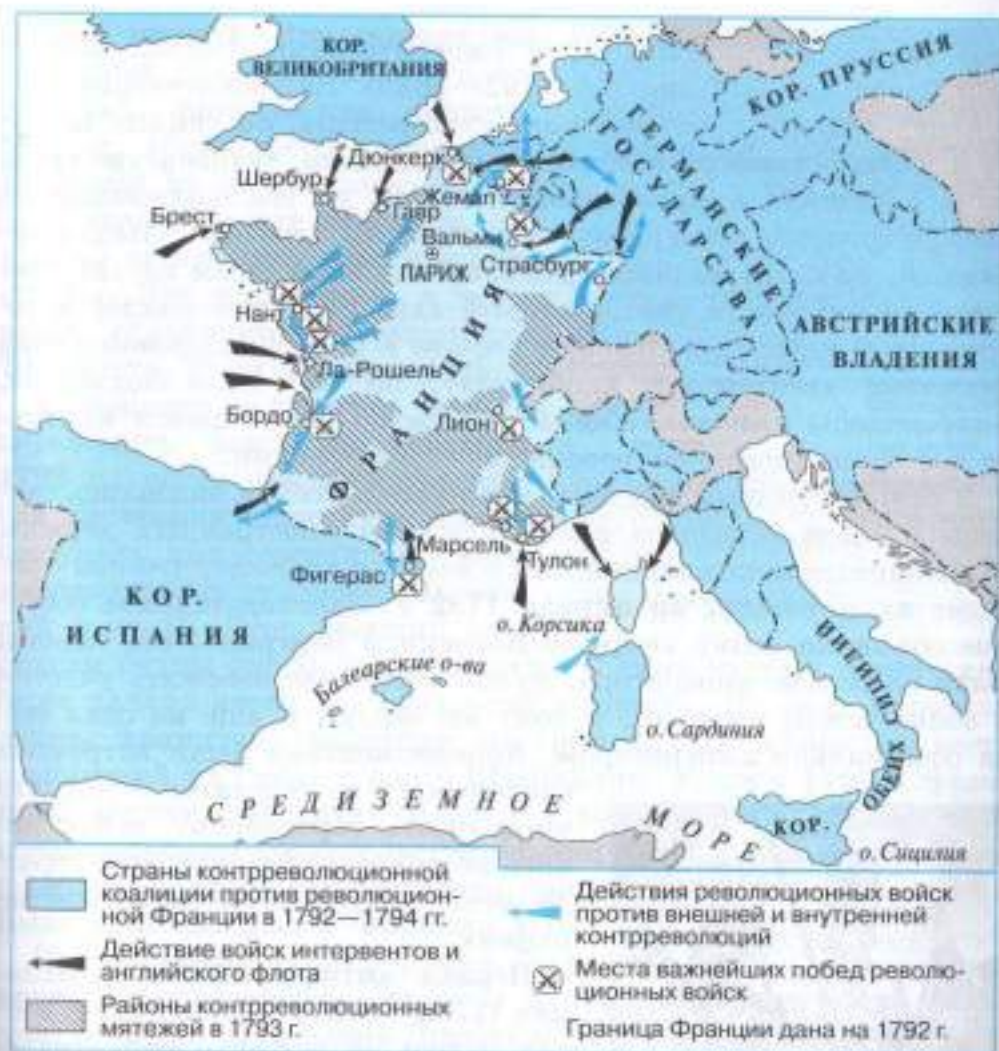 КОР.
ВЕЛИКОБРИТАНИЯ
КОР. ПРУССИЯ
ГЕРМАНСКИЕ
ГОСУДАРСТВА
Дюнкерк
Шербур
Жемап
Гавр
Брест
Вальми
ПАРИЖ
Страсбург
АВСТРИЙСКИЕ
ВЛАДЕНИЯ
Нант
ФРАНЦИЯ
Ла-Рошель
Бордо
Лион
Марсель
Тулон
Фигерас
КОР.
ИСПАНИЯ
о. Корсика
Балеарские о-ва
о. Сардиния
КОР.
ОБЕИХ
СИЦИЛИЙ
СРЕДИЗЕМНОЕ МОРЕ
о. Сицилия
Страны контрреволюционной
коалиции против революцион-
ной Франции в 1792—1794 гг.
Действие войск интервентов и
английского флота
Районы контрреволюционных
мятежей в 1793 г.
Действия революционных войск
против внешней и внутренней
контрреволюций
Места важнейших побед револю-
ционных войск
Граница Франции дана на 1792 г.